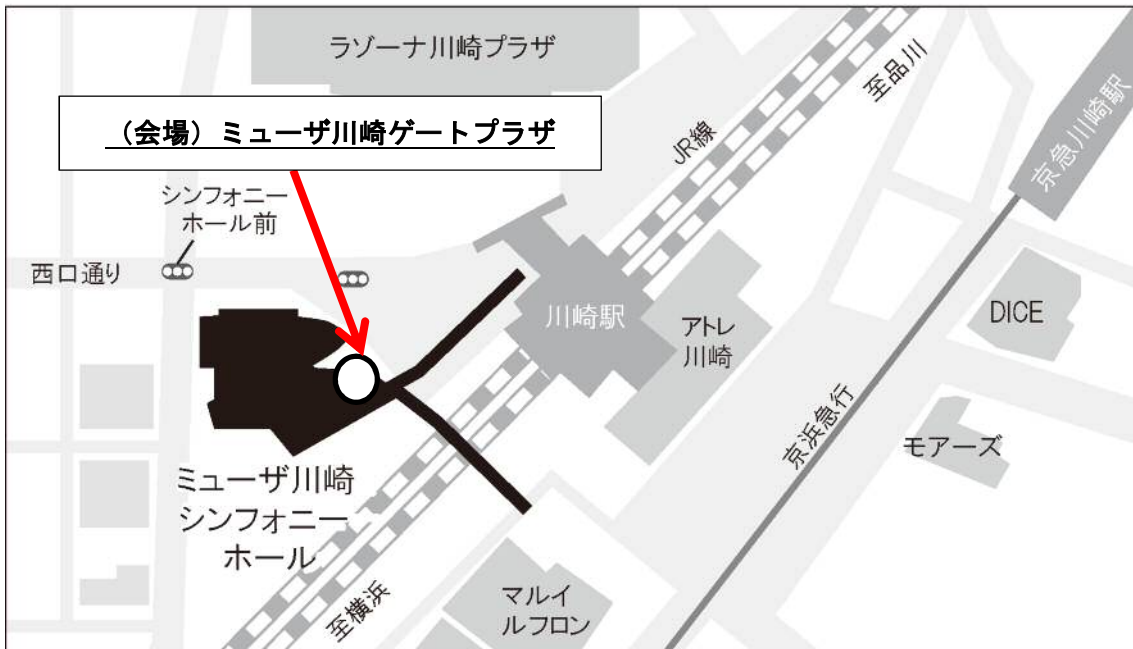 ラゾーナ川崎プラザ
（会場）ミューザ川崎ゲートプラザ
シンフォニー
ホール前
西口通り
JR線
至品川
京急川崎駅
川崎駅
アトレ
川崎
DICE
モアーズ
京浜急行
ミューザ川崎
シンフォニー
ホール
至横浜
マルイ
ルフロン